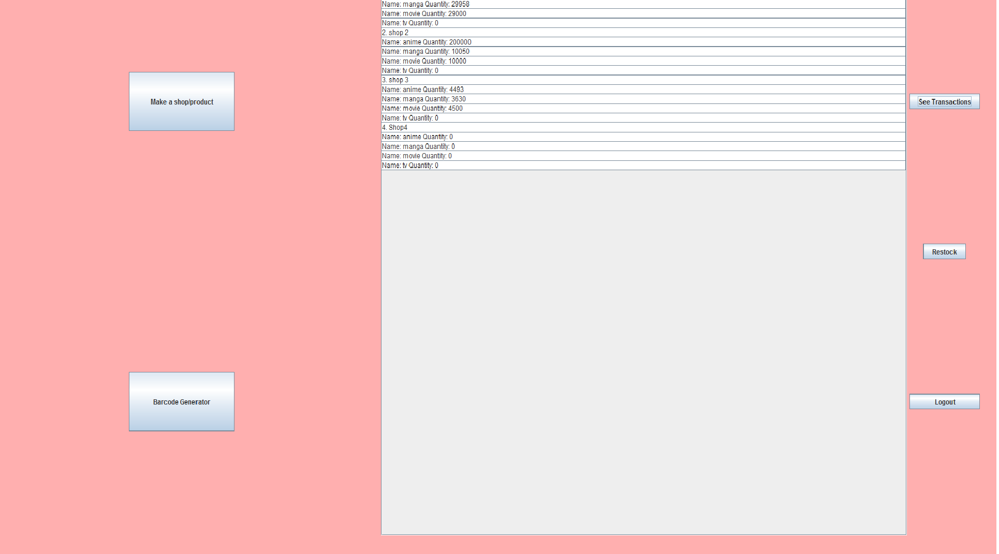 Name: manga Quantity: 29958
Name: movie Quantity: 29000
Name: tv Quantity: 0
2. shop 2
Name: anime Quantity: 200000
Name: manga Quantity: 10050
Name: movie Quantity: 10000
Name: tv Quantity: 0
3. shop 3
Name: anime Quantity: 4493
Name: manga Quantity: 3630
Name: movie Quantity: 4500
Name: tv Quantity: 0
4. Shop4
Name: anime Quantity: 0
Name: manga Quantity: 0
Name: movie Quantity: 0
Name: tv Quantity: 0
Make a shop/product
Barcode Generator
See Transactions
Restock
Logout